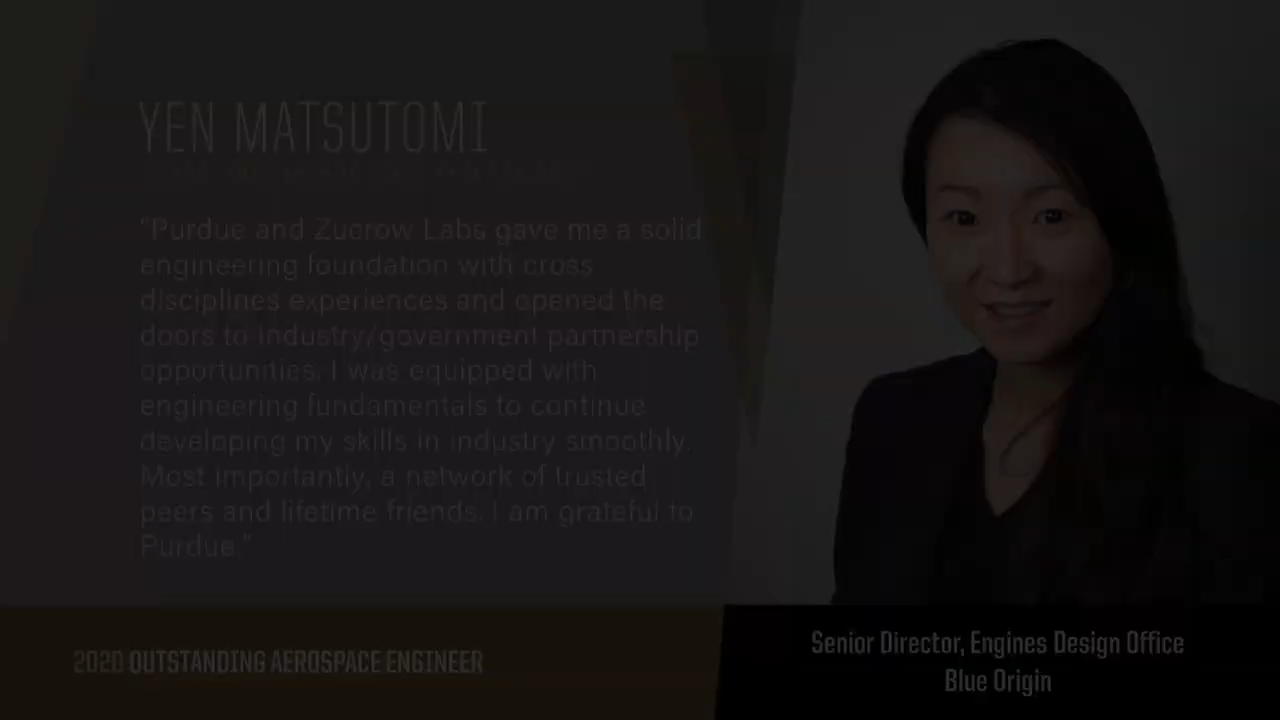 YEN MATSUTOMI
"Purdue and Zucrow Labs gave me a solid
engineering foundation with cross
disciplines experiences and opened the
doors to industry/government partnership
opportunities. I was equipped with
engineering fundamentals to continue
developing my skills in industry smoothly.
Most importantly, a network of trusted
peers and lifetime friends. I am grateful to
Purdue."
2020 OUTSTANDING AEROSPACE ENGINEER
Senior Director, Engines Design Office
Blue Origin